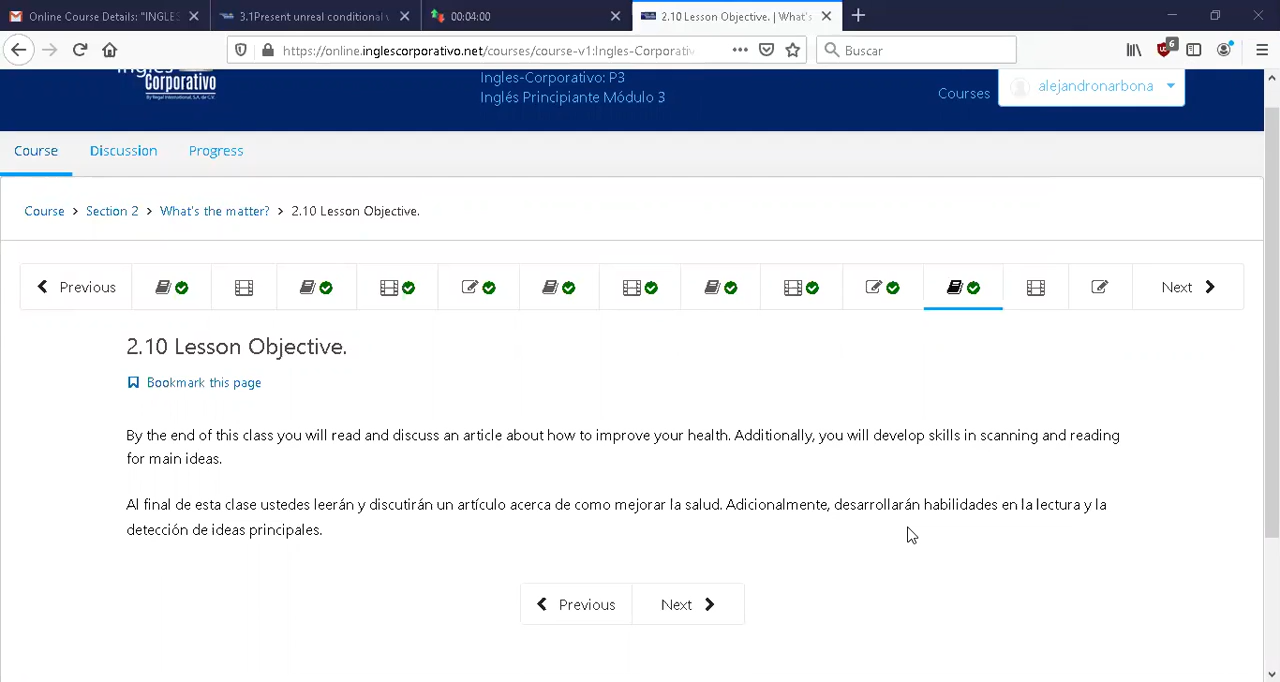 Online Course Details: "INGLES
3.1Present unreal conditional
00:04:00
2.10 Lesson Objective. | What's
https://online.inglescorporativo.net/courses/course-v1:Ingles-Corporativ
Buscar
6
Ingles
Corporativo
Ingles-Corporativo: P3
Inglés Principiante Módulo 3
Courses
alejandronarbona
Course
Discussion
Progress
Course > Section 2 > What's the matter? > 2.10 Lesson Objective.
Previous
Next
2.10 Lesson Objective.
Bookmark this page
By the end of this class you will read and discuss an article about how to improve your health. Additionally, you will develop skills in scanning and reading
for main ideas.
Al final de esta clase ustedes leerán y discutirán un artículo acerca de como mejorar la salud. Adicionalmente, desarrollarán habilidades en la lectura y la
detección de ideas principales.
Previous
Next